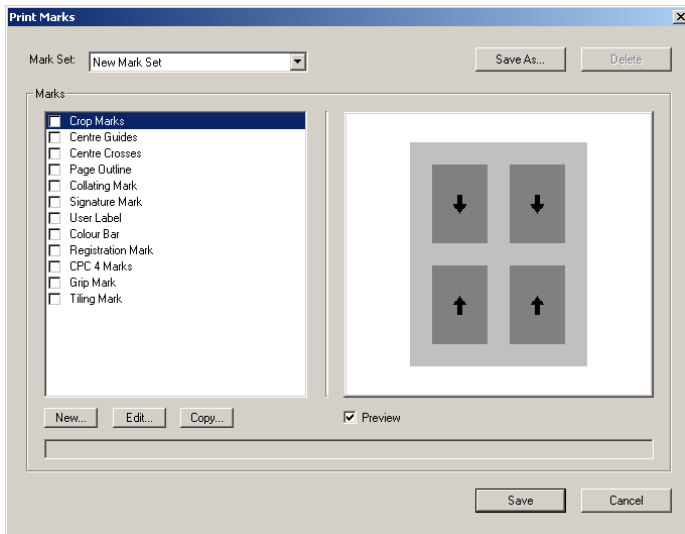 Print Marks
Mark Set: New Mark Set
Save As...
Delete
Marks
Crop Marks
Centre Guides
Centre Crosses
Page Outline
Collating Mark
Signature Mark
User Label
Colour Bar
Registration Mark
CPC 4 Marks
Grip Mark
Tiling Mark
New...
Edit...
Copy...
Preview
Save
Cancel